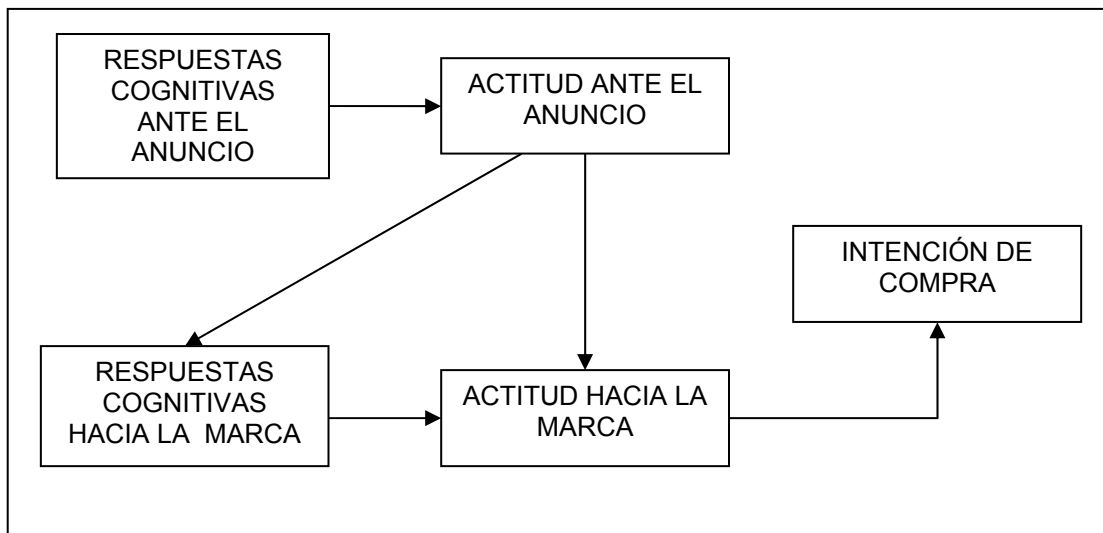 RESPUESTAS
COGNITIVAS
ANTE EL
ANUNCIO
ACTITUD ANTE EL
ANUNCIO
INTENCIÓN DE
COMPRA
RESPUESTAS
COGNITIVAS
HACIA LA MARCA
ACTITUD HACIA LA
MARCA